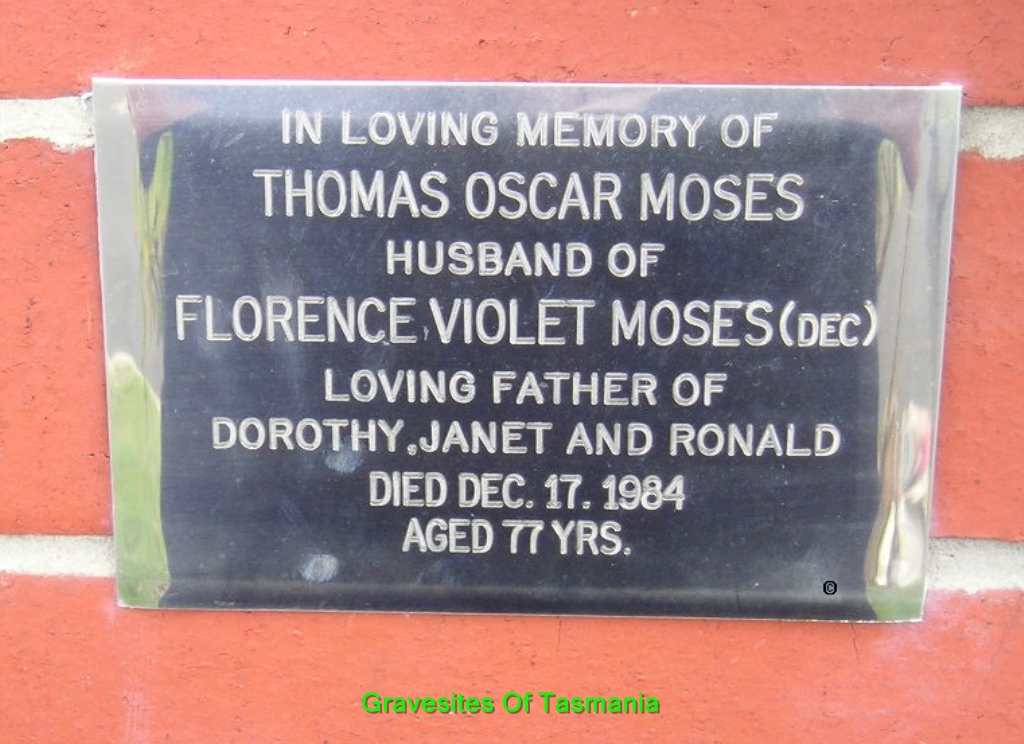 IN LOVING MEMORY OF
THOMAS OSCAR MOSES
HUSBAND OF
FLORENCE VIOLET MOSES (DEC)
LOVING FATHER OF
DOROTHY, JANET AND RONALD
DIED DEC. 17. 1984
AGED 77 YRS.
©
Gravesites Of Tasmania